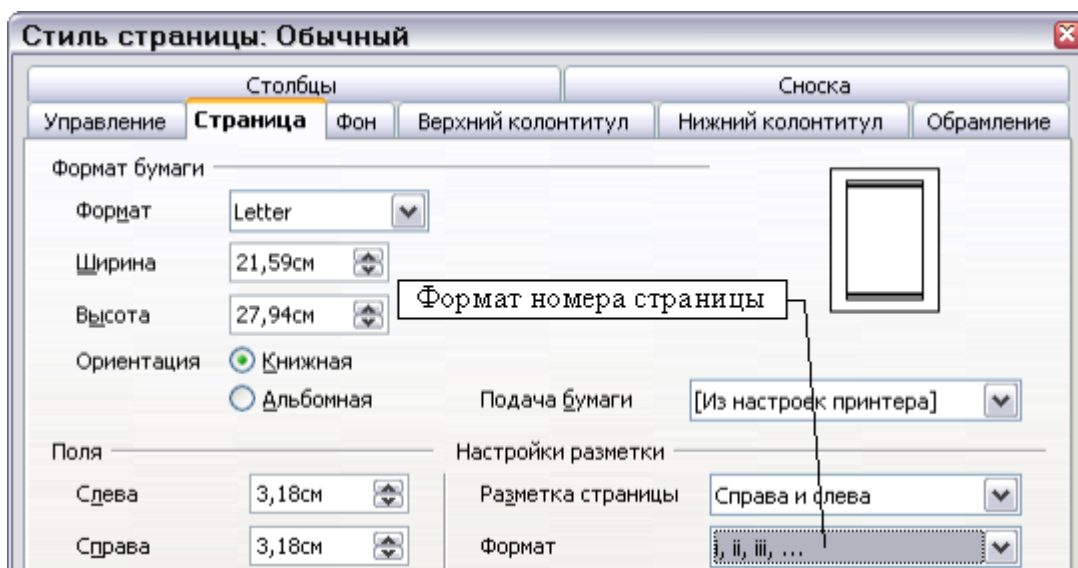 Стиль страницы: Обычный
Столбцы Сноска
Управление Страница Фон Верхний колонтитул Нижний колонтитул Обрамление
Формат бумаги
Формат Letter
Ширина 21,59см
Формат номера страницы
Высота 27,94см
Ориентация Книжная
Альбомная Подача бумаги [Из настроек принтера]
Поля Настройки разметки
Слева 3,18см Разметка страницы Справа и слева
Справа 3,18см Формат i, ii, iii, ...